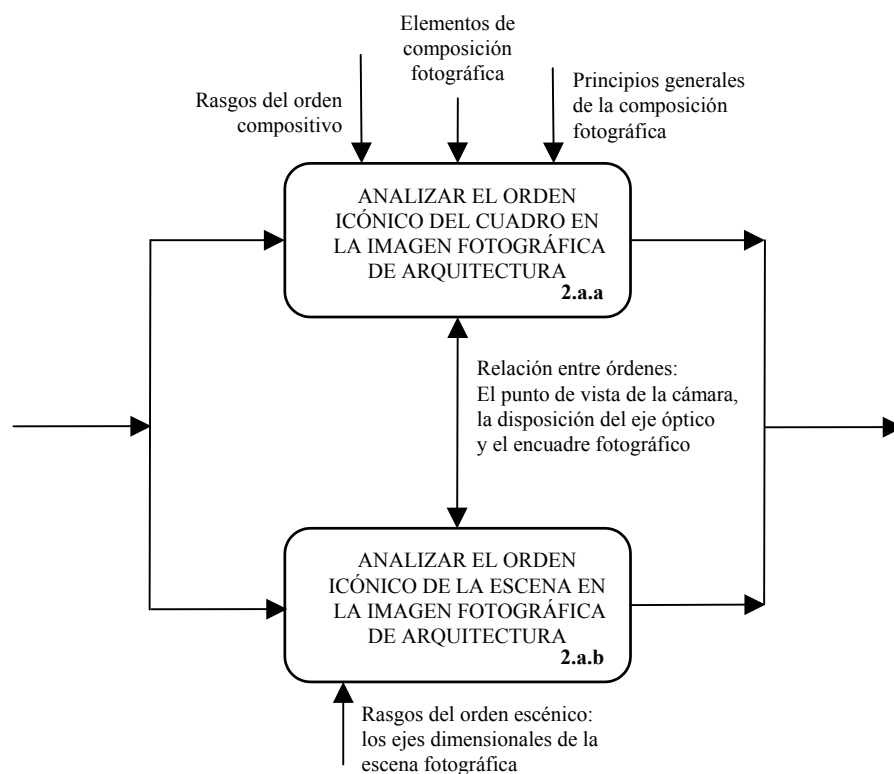 Elementos de
composición
fotográfica
Rasgos del orden
compositivo
Principios generales
de la composición
fotográfica
ANALIZAR EL ORDEN
ICÓNICO DEL CUADRO EN
LA IMAGEN FOTOGRÁFICA
DE ARQUITECTURA
2.a.a
Relación entre órdenes:
El punto de vista de la cámara,
la disposición del eje óptico
y el encuadre fotográfico
ANALIZAR EL ORDEN
ICÓNICO DE LA ESCENA EN
LA IMAGEN FOTOGRÁFICA
DE ARQUITECTURA
2.a.b
Rasgos del orden escénico:
los ejes dimensionales de la
escena fotográfica